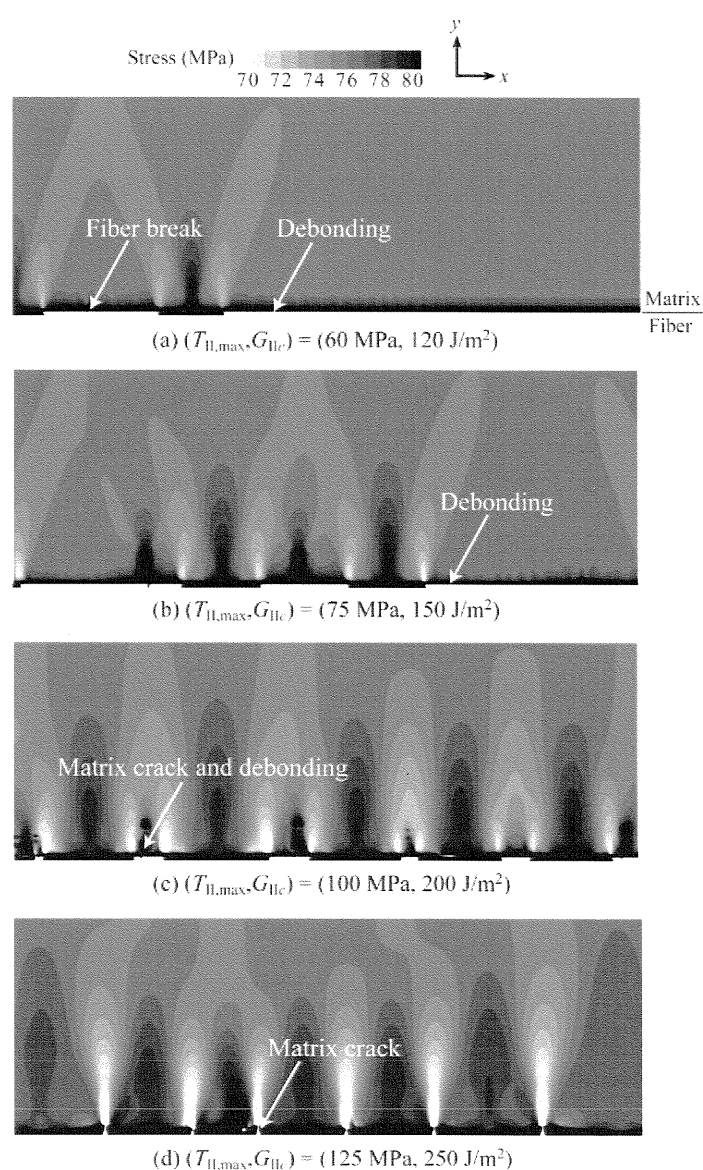 y
Stress (MPa)
70 72 74 76 78 80
x
Fiber break
Debonding
Matrix
Fiber
(a) (T_II,max,G_IIc) = (60 MPa, 120 J/m²)
Debonding
(b) (T_II,max,G_IIc) = (75 MPa, 150 J/m²)
Matrix crack and debonding
(c) (T_II,max,G_IIc) = (100 MPa, 200 J/m²)
Matrix crack
(d) (T_II,max,G_IIc) = (125 MPa, 250 J/m²)